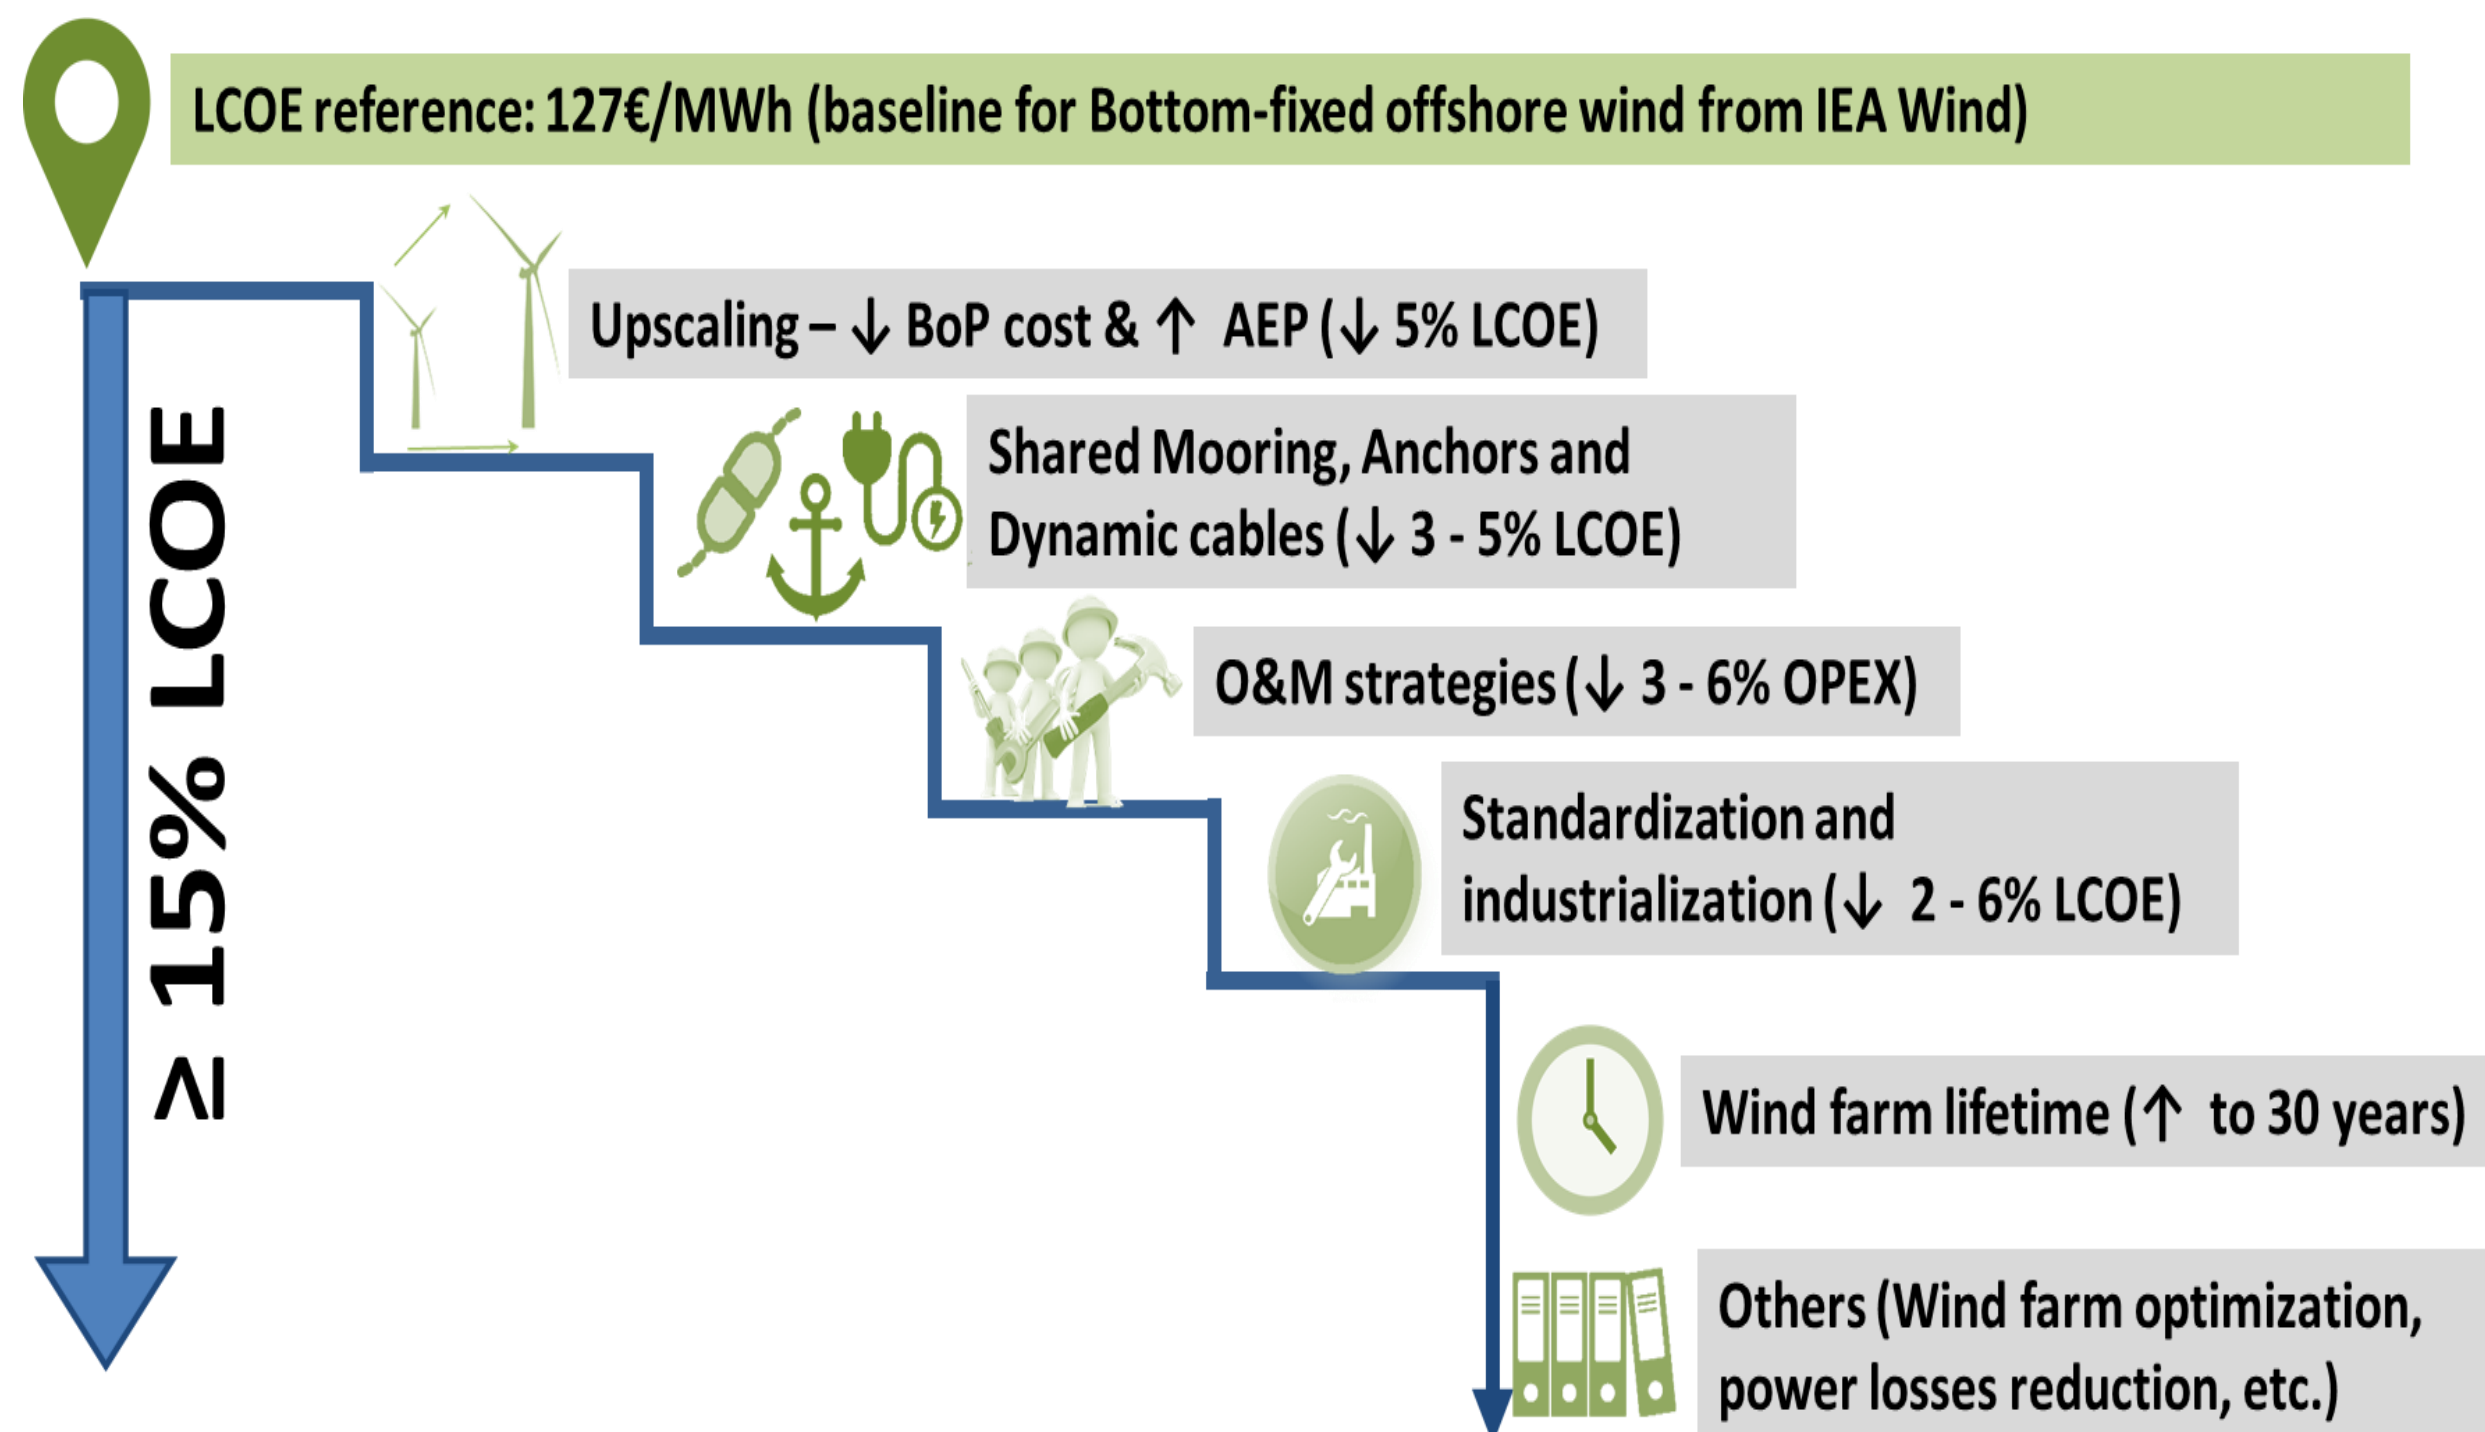 LCOE reference: 127€/MWh (baseline for Bottom-fixed offshore wind from IEA Wind)
Upscaling – ↓ BoP cost & ↑ AEP (↓ 5% LCOE)
Shared Mooring, Anchors and
Dynamic cables (↓ 3 - 5% LCOE)
O&M strategies (↓ 3 - 6% OPEX)
Standardization and
industrialization (↓ 2 - 6% LCOE)
Wind farm lifetime (↑ to 30 years)
Others (Wind farm optimization,
power losses reduction, etc.)
≥ 15% LCOE